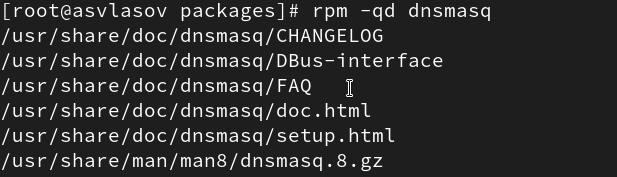 [root@asvlasov packages]# rpm -qd dnsmasq
/usr/share/doc/dnsmasq/CHANGELOG
/usr/share/doc/dnsmasq/DBus-interface
/usr/share/doc/dnsmasq/FAQ
/usr/share/doc/dnsmasq/doc.html
/usr/share/doc/dnsmasq/setup.html
/usr/share/man/man8/dnsmasq.8.gz